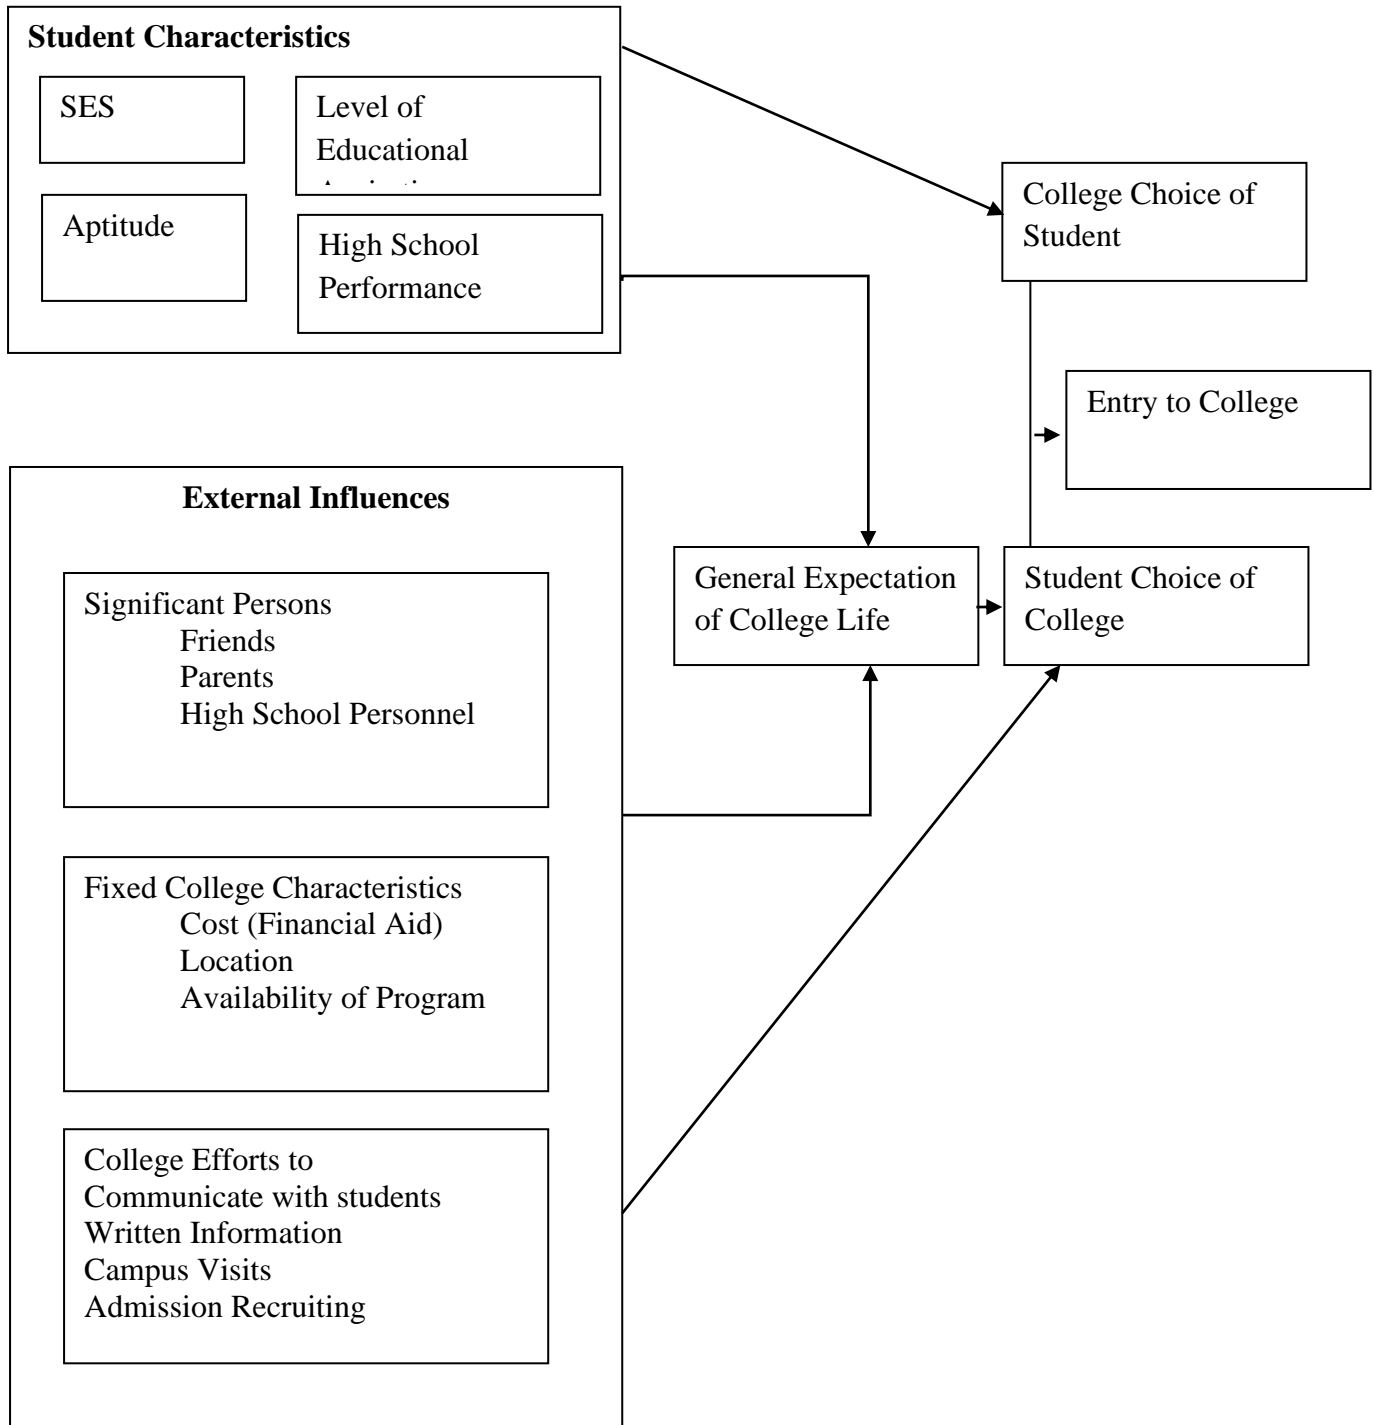 Student Characteristics
SES
Level of
Educational
Aptitude
High School
Performance
College Choice of
Student
Entry to College
External Influences
Significant Persons
Friends
Parents
High School Personnel
General Expectation
of College Life
Student Choice of
College
Fixed College Characteristics
Cost (Financial Aid)
Location
Availability of Program
College Efforts to
Communicate with students
Written Information
Campus Visits
Admission Recruiting